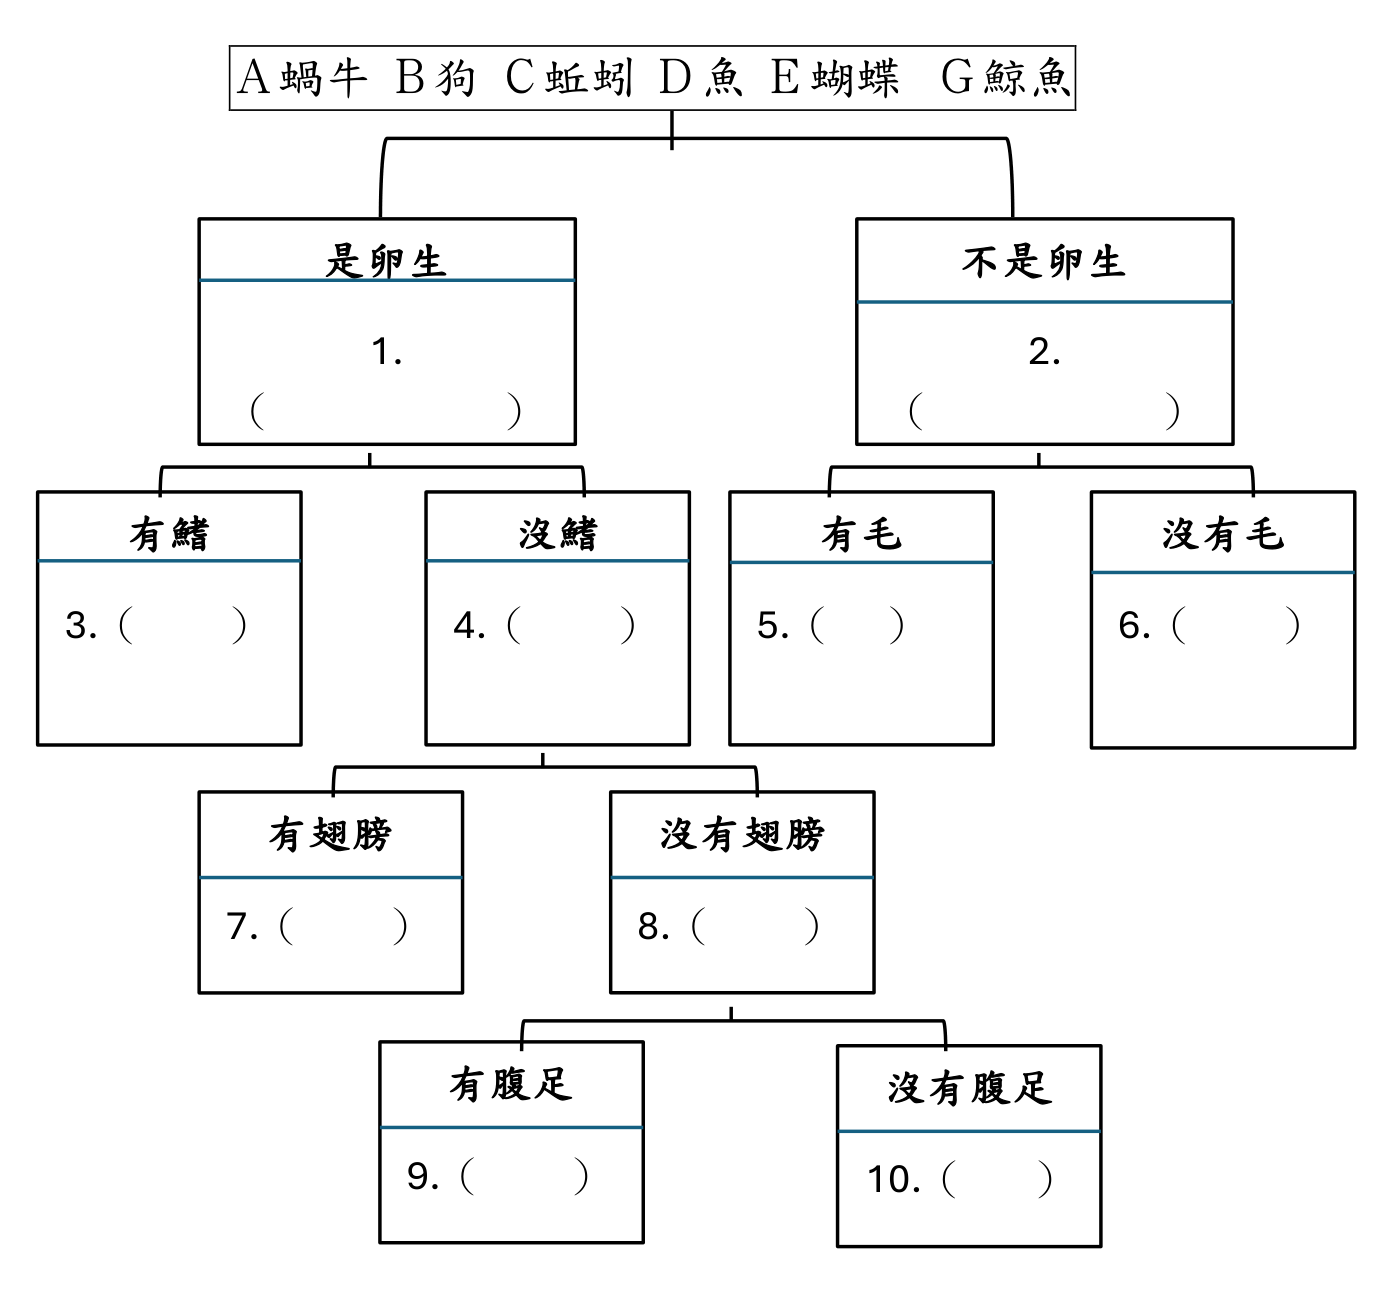 A蝸牛 B狗 C蚯蚓 D魚 E蝴蝶 G鯨魚
是卵生
不是卵生
1.
2.
（ ）
（ ）
有鰭
沒鰭
有毛
沒有毛
3.（ ）
4.（ ）
5.（ ）
6.（ ）
有翅膀
沒有翅膀
7.（ ）
8.（ ）
有腹足
沒有腹足
9.（ ）
10.（ ）